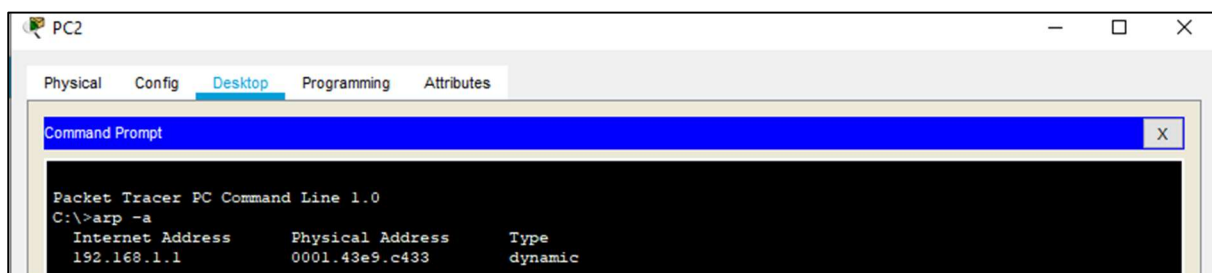 PC2
Physical Config Desktop Programming Attributes
Command Prompt X
Packet Tracer PC Command Line 1.0
C:\>arp -a
Internet Address Physical Address Type
192.168.1.1 0001.43e9.c433 dynamic